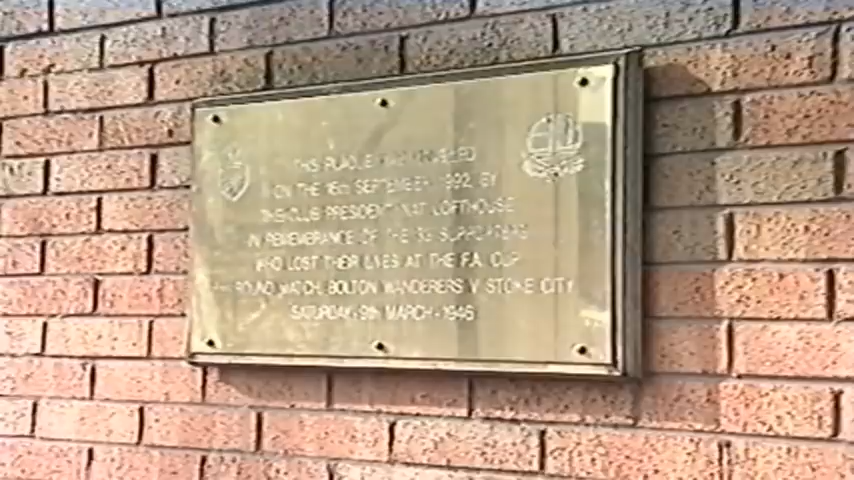 THIS PLAQUE WAS UNVEILED
ON THE 16TH SEPTEMBER 1992 BY
THE CLUB PRESIDENT NAT LOFTHOUSE
IN REMEMBRANCE OF THE 33 SUPPORTERS
WHO LOST THEIR LIVES AT THE F.A. CUP
ROUND MATCH, BOLTON WANDERERS V STOKE CITY
SATURDAY 9TH MARCH - 1946